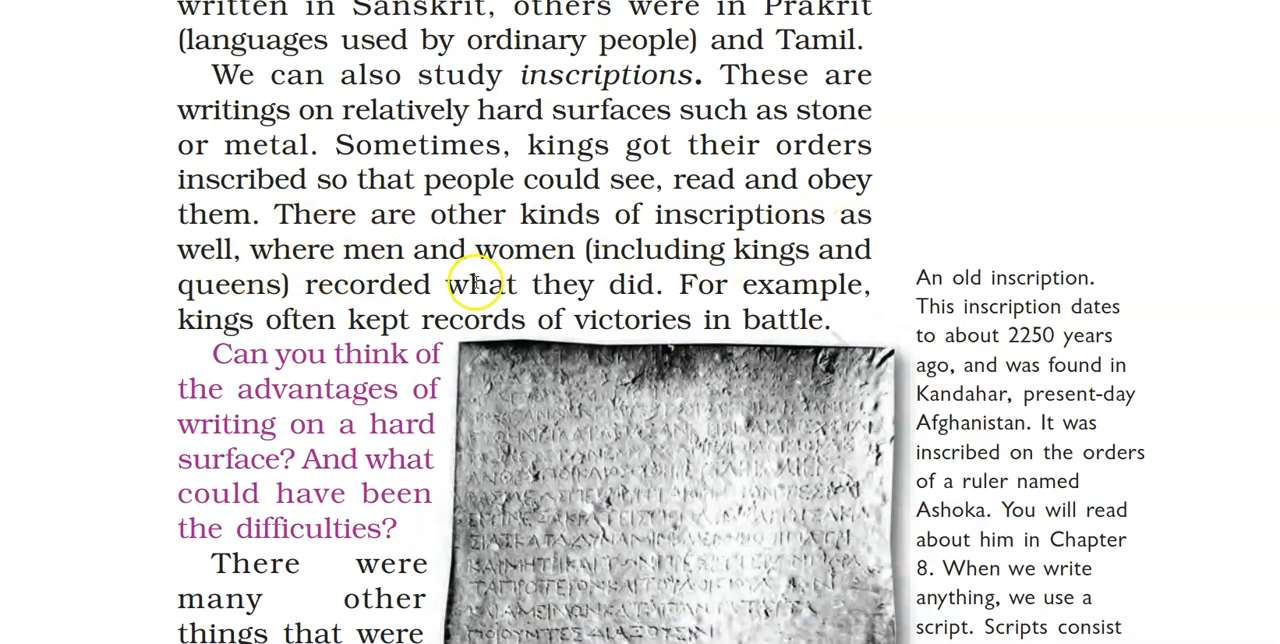 written in Sanskrit, others were in Prakrit
(languages used by ordinary people) and Tamil.
We can also study inscriptions. These are
writings on relatively hard surfaces such as stone
or metal. Sometimes, kings got their orders
inscribed so that people could see, read and obey
them. There are other kinds of inscriptions as
well, where men and women (including kings and
queens) recorded what they did. For example,
kings often kept records of victories in battle.
Can you think of
the advantages of
writing on a hard
surface? And what
could have been
the difficulties?
There were
many other
things that were
An old inscription.
This inscription dates
to about 2250 years
ago, and was found in
Kandahar, present-day
Afghanistan. It was
inscribed on the orders
of a ruler named
Ashoka. You will read
about him in Chapter
8. When we write
anything, we use a
script. Scripts consist